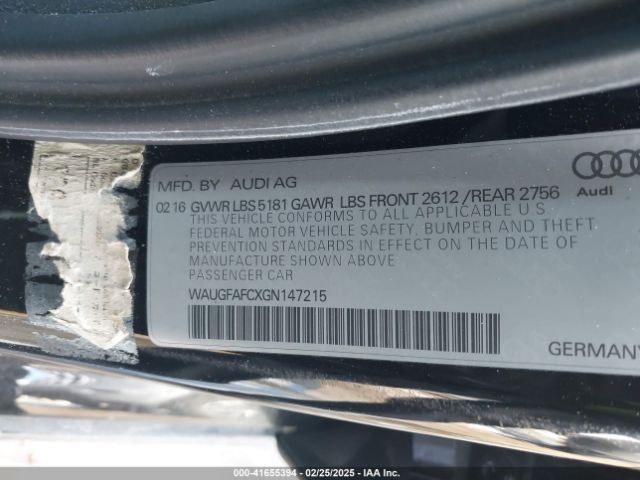 MFD. BY AUDI AG
02 16 GVWR LBS 5181 GAWR LBS FRONT 2612 /REAR 2756
THIS VEHICLE CONFORMS TO ALL APPLICABLE U S
FEDERAL MOTOR VEHICLE SAFETY, BUMPER AND THEFT
PREVENTION STANDARDS IN EFFECT ON THE DATE OF
MANUFACTURE SHOWN ABOVE
PASSENGER CAR
WAUGFAFCXGN147215
Audi
GERMANY
000-41655394 - 02/25/2025 - IAA Inc.